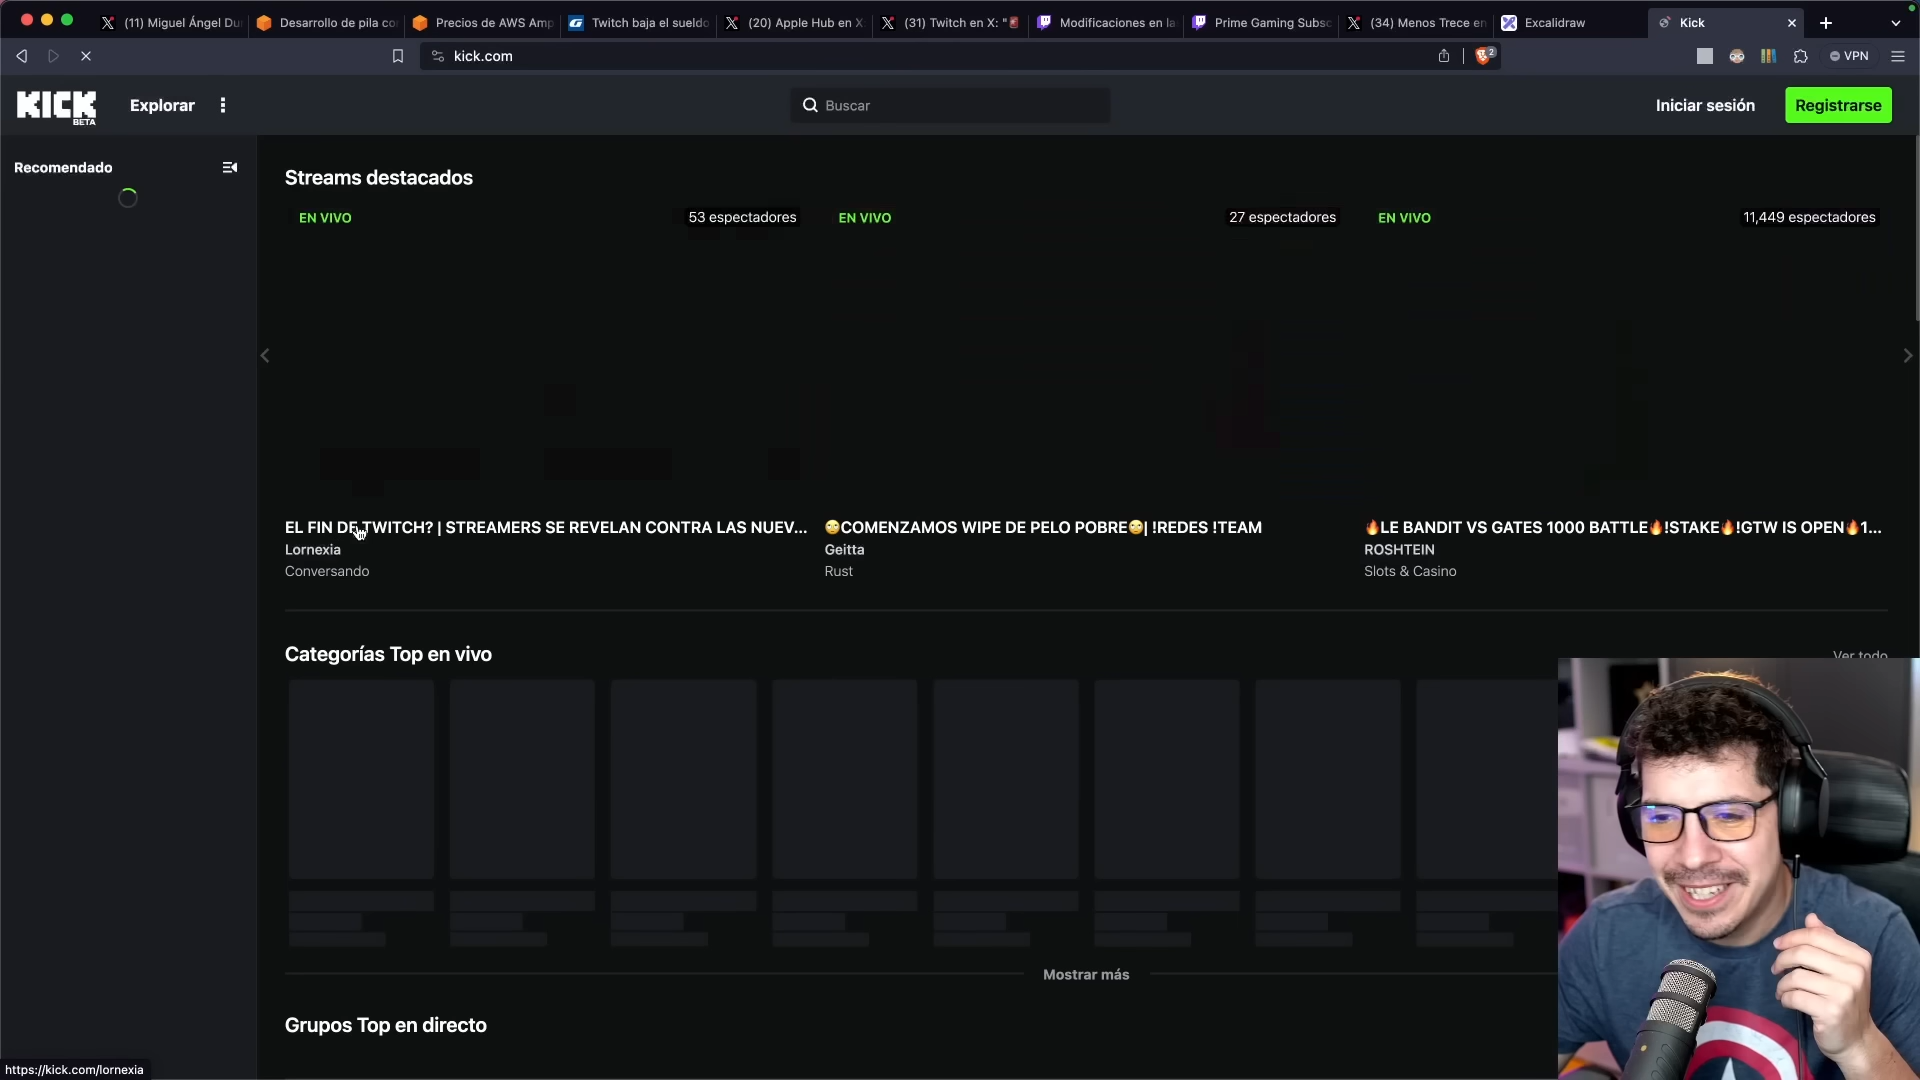 (11) Miguel Ángel Du
Desarrollo de pila co
Precios de AWS Amp
Twitch baja el sueldo
(20) Apple Hub en X
(31) Twitch en X: "🚨
Modificaciones en la
Prime Gaming Subsc
(34) Menos Trece en
Excalidraw
Kick
kick.com
2
VPN
KICK
BETA
Explorar
Buscar
Iniciar sesión
Registrarse
Recomendado
Streams destacados
EN VIVO
53 espectadores
EN VIVO
27 espectadores
EN VIVO
11,449 espectadores
EL FIN DE TWITCH? | STREAMERS SE REVELAN CONTRA LAS NUEV...
Lornexia
Conversando
🙄COMENZAMOS WIPE DE PELO POBRE🙄| !REDES !TEAM
Geitta
Rust
🔥LE BANDIT VS GATES 1000 BATTLE🔥!STAKE🔥!GTW IS OPEN🔥1...
ROSHTEIN
Slots & Casino
Categorías Top en vivo
Ver todo
Mostrar más
Grupos Top en directo
https://kick.com/lornexia